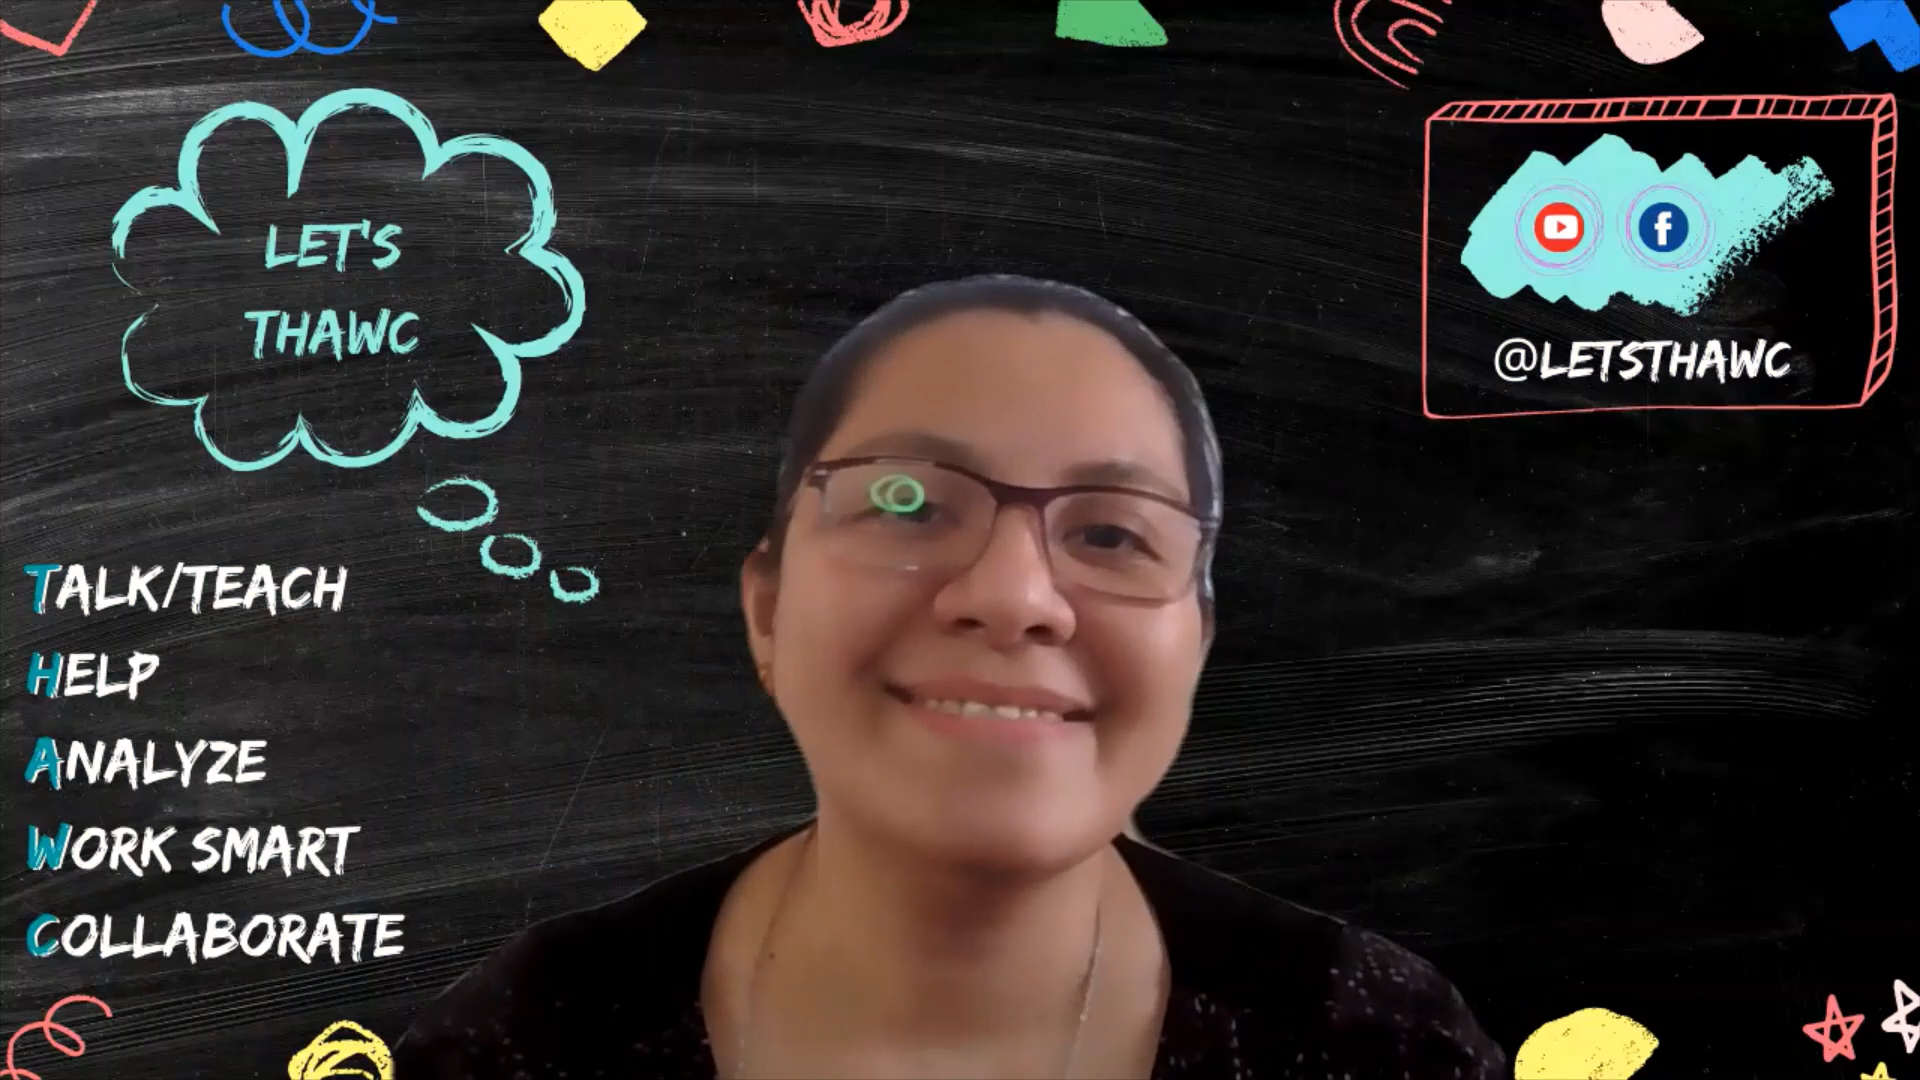 LET'S
THAWC
@LETSTHAWC
TALK/TEACH
HELP
ANALYZE
WORK SMART
COLLABORATE